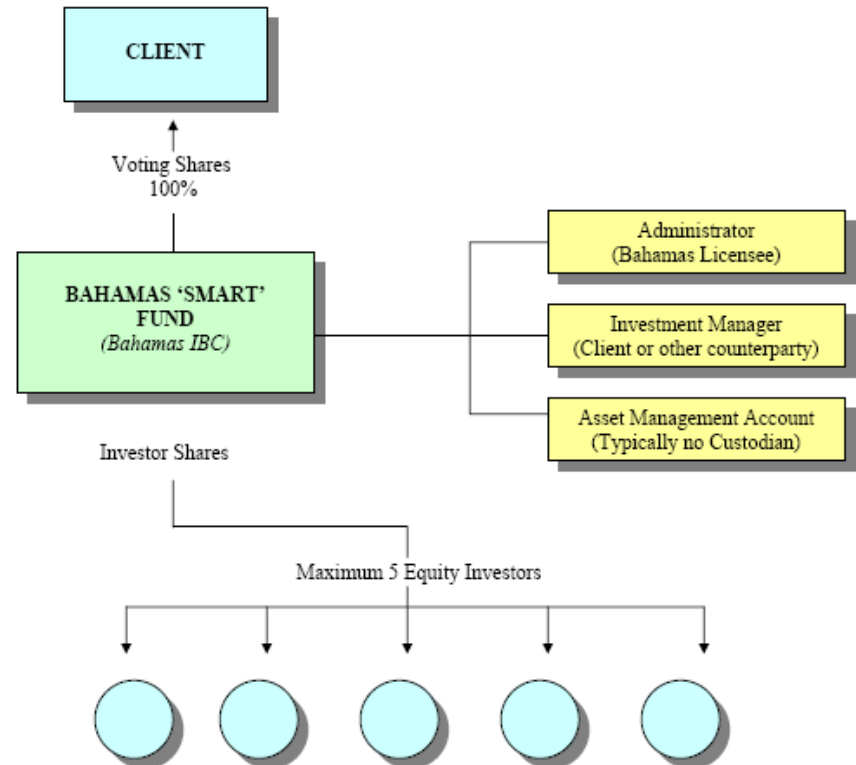 CLIENT
Voting Shares
100%
BAHAMAS ‘SMART’
FUND
(Bahamas IBC)
Administrator
(Bahamas Licensee)
Investment Manager
(Client or other counterparty)
Asset Management Account
(Typically no Custodian)
Investor Shares
Maximum 5 Equity Investors